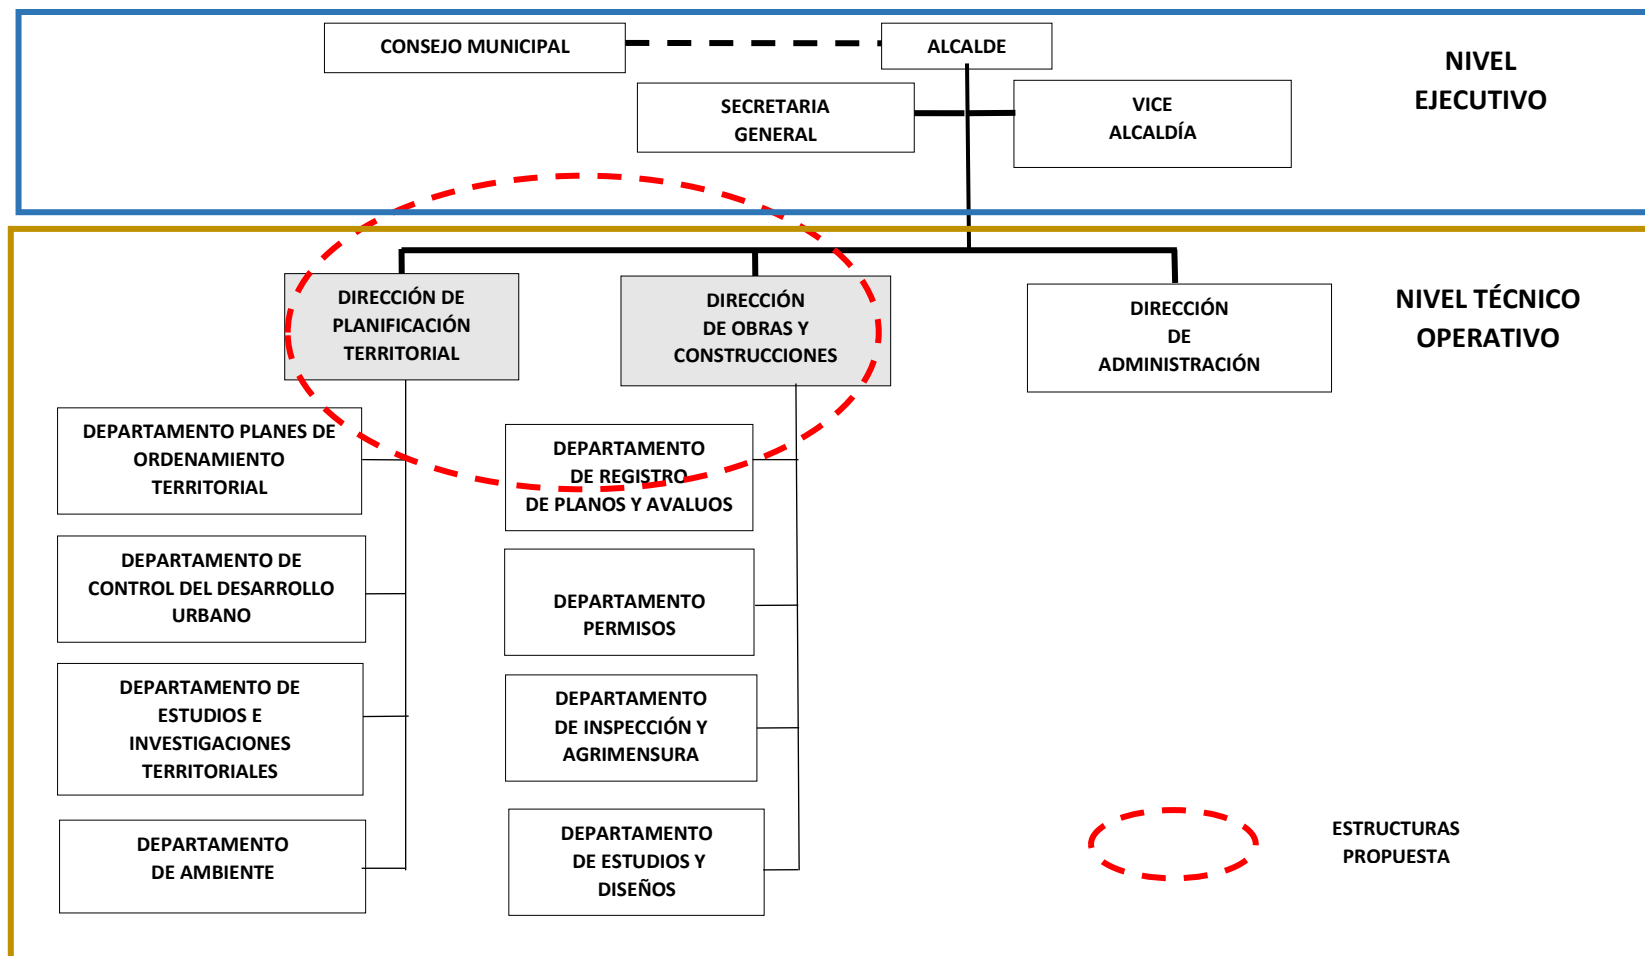 CONSEJO MUNICIPAL
ALCALDE
NIVEL
EJECUTIVO
SECRETARIA
GENERAL
VICE
ALCALDÍA
DIRECCIÓN DE
PLANIFICACIÓN
TERRITORIAL
DIRECCIÓN
DE OBRAS Y
CONSTRUCCIONES
DIRECCIÓN
DE
ADMINISTRACIÓN
NIVEL TÉCNICO
OPERATIVO
DEPARTAMENTO PLANES DE
ORDENAMIENTO
TERRITORIAL
DEPARTAMENTO DE
CONTROL DEL DESARROLLO
URBANO
DEPARTAMENTO DE
ESTUDIOS E
INVESTIGACIONES
TERRITORIALES
DEPARTAMENTO
DE AMBIENTE
DEPARTAMENTO
DE REGISTRO
DE PLANOS Y AVALUOS
DEPARTAMENTO
PERMISOS
DEPARTAMENTO
DE INSPECCIÓN Y
AGRIMENSURA
DEPARTAMENTO
DE ESTUDIOS Y
DISEÑOS
ESTRUCTURAS
PROPUESTA